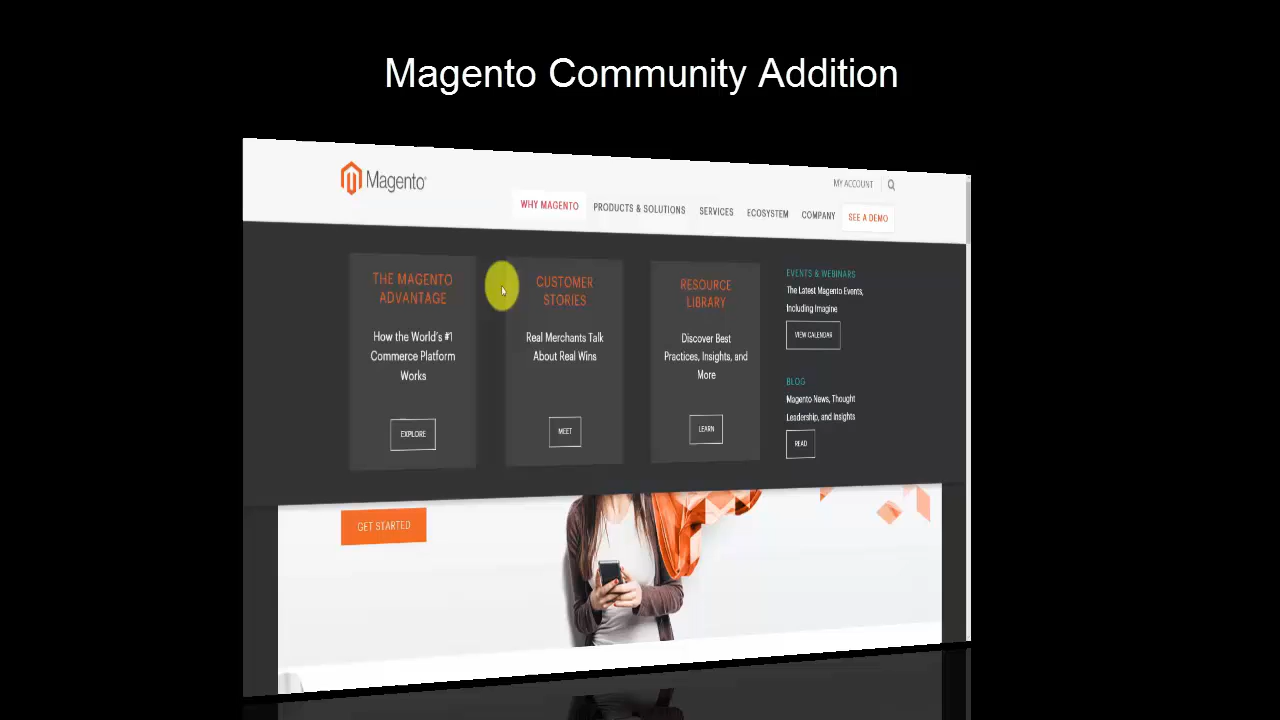 Magento Community Addition
Magento
MY ACCOUNT
WHY MAGENTO PRODUCTS & SOLUTIONS SERVICES ECOSYSTEM COMPANY SEE A DEMO
THE MAGENTO
ADVANTAGE
How the World's #1
Commerce Platform
Works
EXPLORE
CUSTOMER
STORIES
Real Merchants Talk
About Real Wins
MEET
RESOURCE
LIBRARY
Discover Best
Practices, Insights, and
More
LEARN
EVENTS & WEBINARS
The Latest Magento Events,
Including Imagine
VIEW CALENDAR
BLOG
Magento News, Thought
Leadership, and Insights
READ
GET STARTED